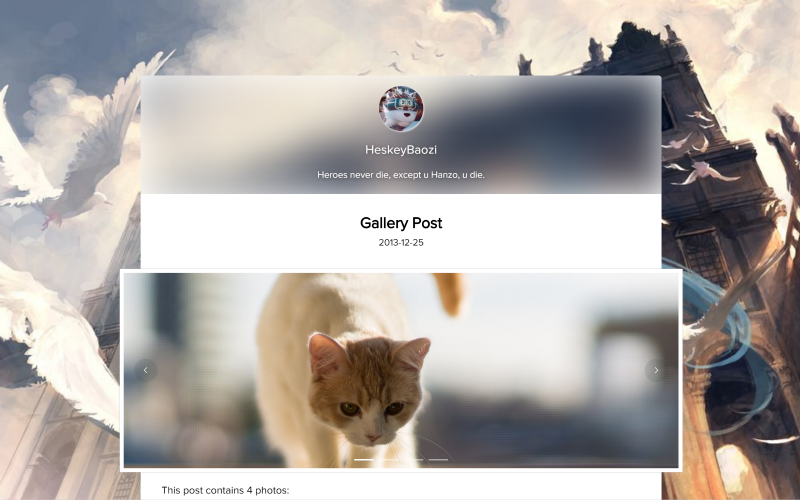 HeskeyBaozi
Heroes never die, except u Hanzo, u die.
Gallery Post
2013-12-25
This post contains 4 photos: